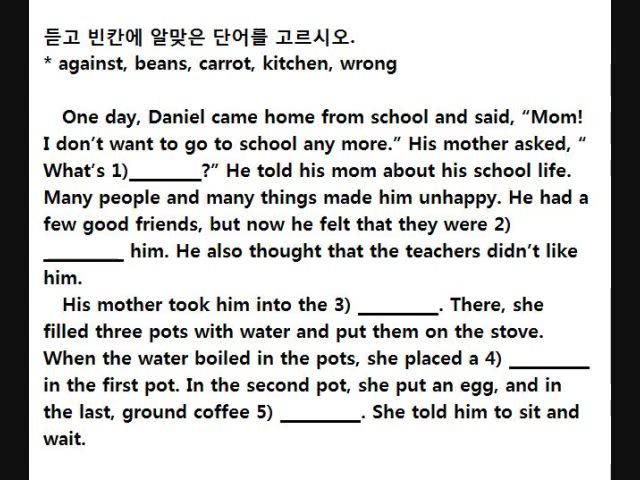 듣고 빈칸에 알맞은 단어를 고르시오.
* against, beans, carrot, kitchen, wrong
One day, Daniel came home from school and said, “Mom!
I don’t want to go to school any more.” His mother asked, “
What’s 1)________?” He told his mom about his school life.
Many people and many things made him unhappy. He had a
few good friends, but now he felt that they were 2)
_________ him. He also thought that the teachers didn’t like
him.
His mother took him into the 3) _________. There, she
filled three pots with water and put them on the stove.
When the water boiled in the pots, she placed a 4) _________
in the first pot. In the second pot, she put an egg, and in
the last, ground coffee 5) _________. She told him to sit and
wait.